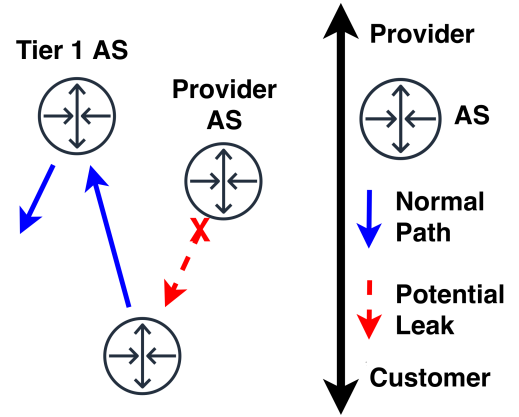 Tier 1 AS
Provider
AS
X
Provider
AS
Normal
Path
Potential
Leak
Customer